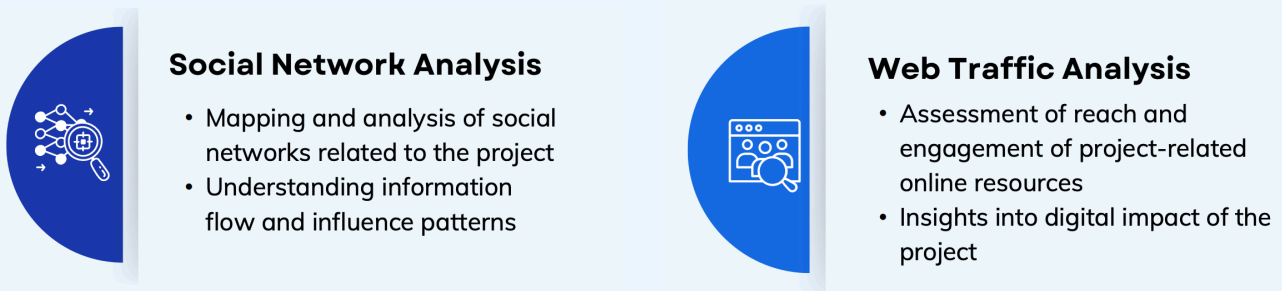 Social Network Analysis
• Mapping and analysis of social
networks related to the project
• Understanding information
flow and influence patterns
Web Traffic Analysis
• Assessment of reach and
engagement of project-related
online resources
• Insights into digital impact of the
project